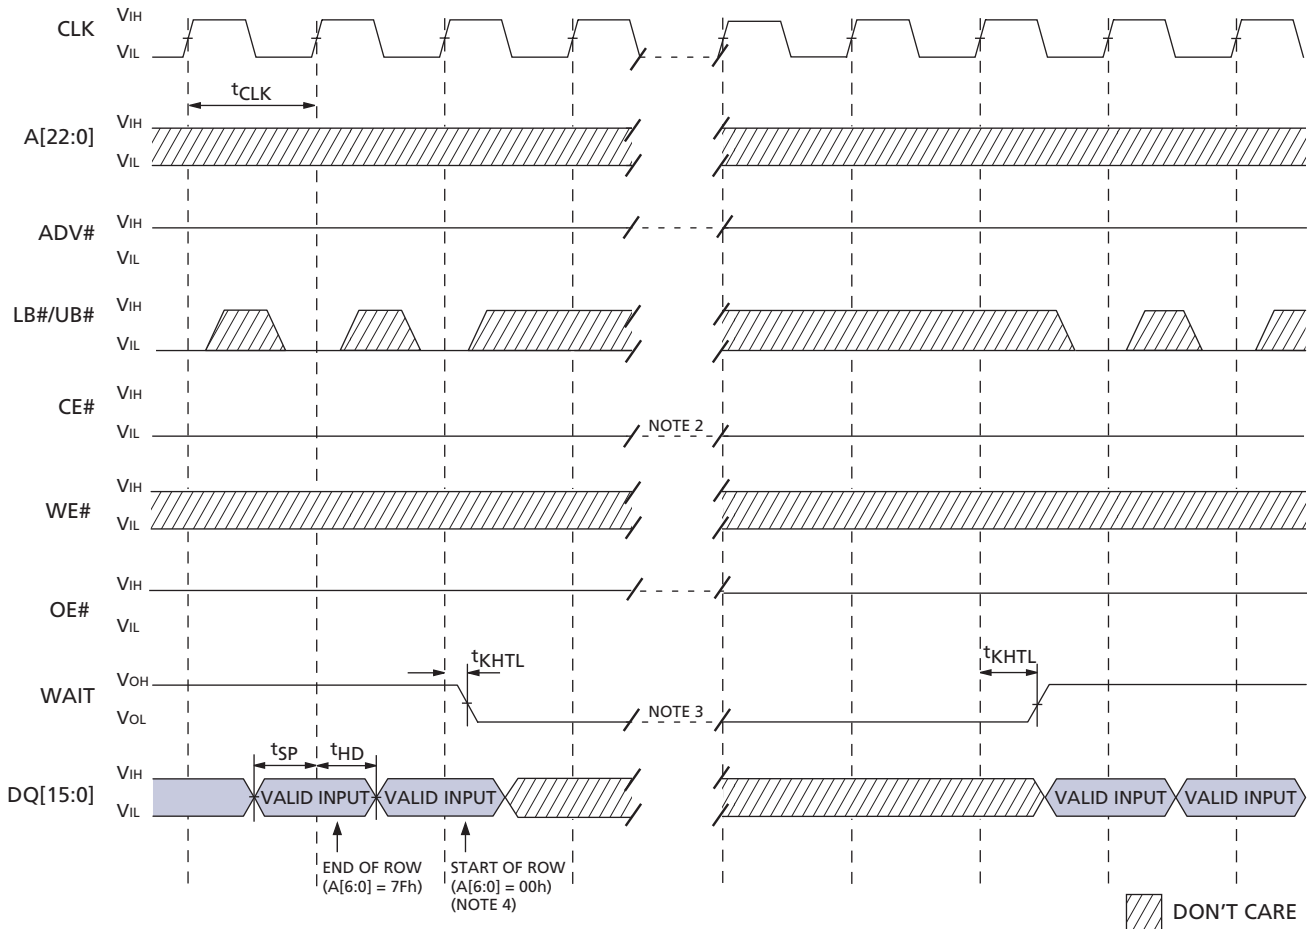 CLK
VIH
VIL
tCLK
A[22:0]
VIH
VIL
ADV#
VIH
VIL
LB#/UB#
VIH
VIL
CE#
VIH
VIL
NOTE 2
WE#
VIH
VIL
OE#
VIH
VIL
WAIT
VOH
VOL
tKHTL
NOTE 3
tKHTL
DQ[15:0]
VIH
VIL
tSP
tHD
VALID INPUT
VALID INPUT
VALID INPUT
VALID INPUT
END OF ROW
(A[6:0] = 7Fh)
START OF ROW
(A[6:0] = 00h)
(NOTE 4)
DON'T CARE